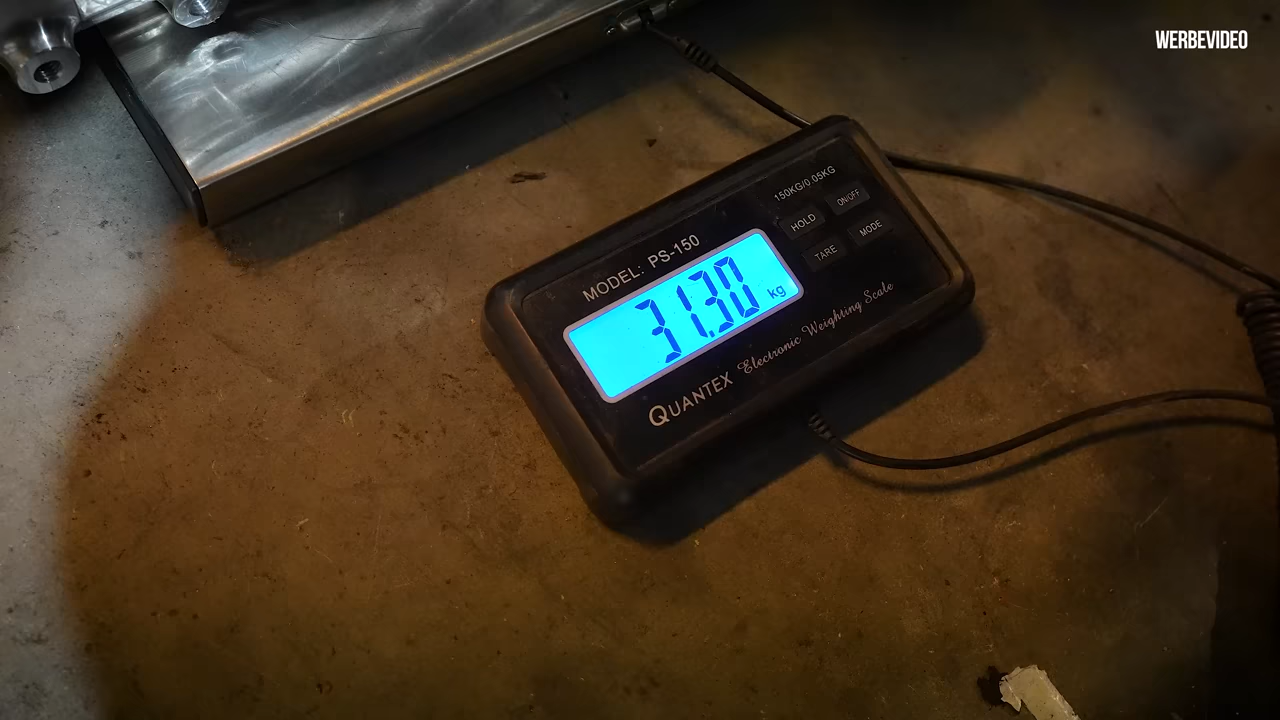 WERBEVIDEO
150KG/0.05KG
HOLD ON/OFF
TARE MODE
MODEL: PS-150
31.30 kg
QUANTEX Electronic Weighting Scale